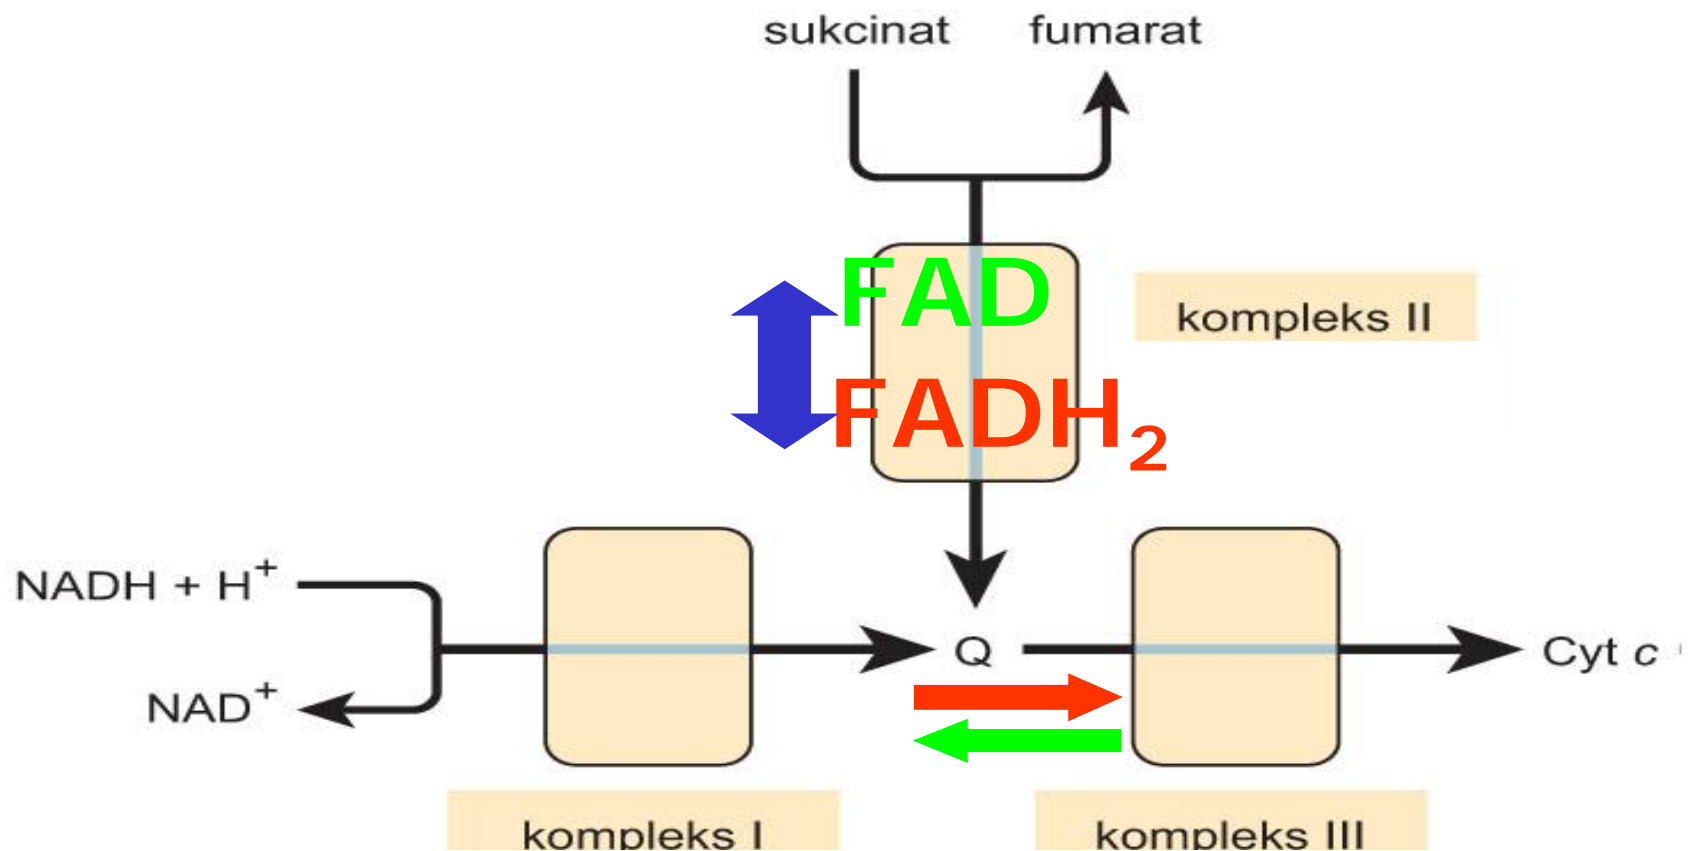 sukcinat fumarat
FAD
kompleks II
FADH₂
NADH + H⁺
Q
Cyt c
NAD⁺
kompleks I
kompleks III